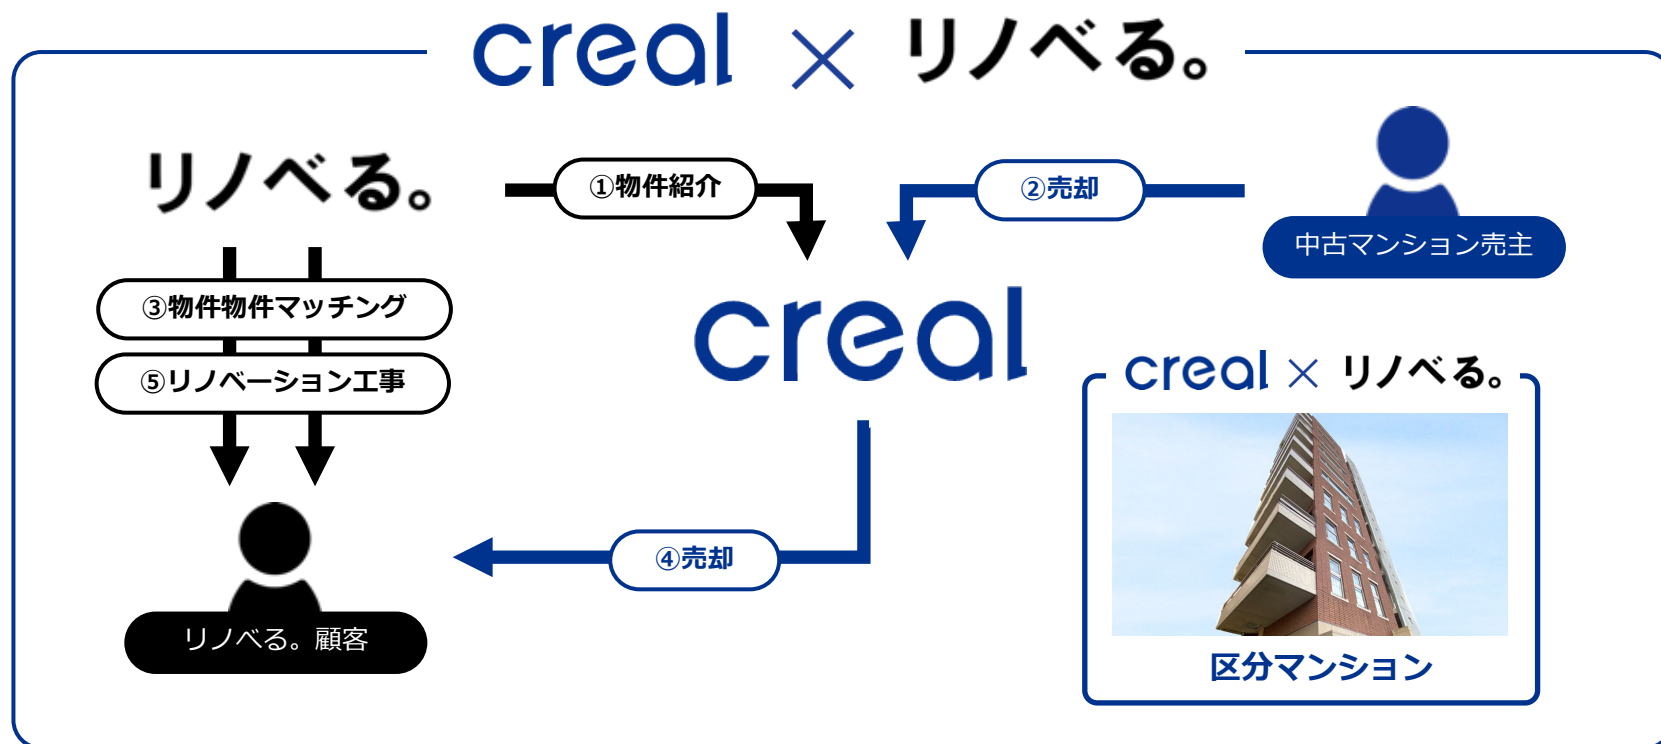 creal × リノベる。
リノベる。
①物件紹介
②売却
中古マンション売主
③物件物件マッチング
⑤リノベーション工事
creal
creal × リノベる。
④売却
リノベる。顧客
区分マンション